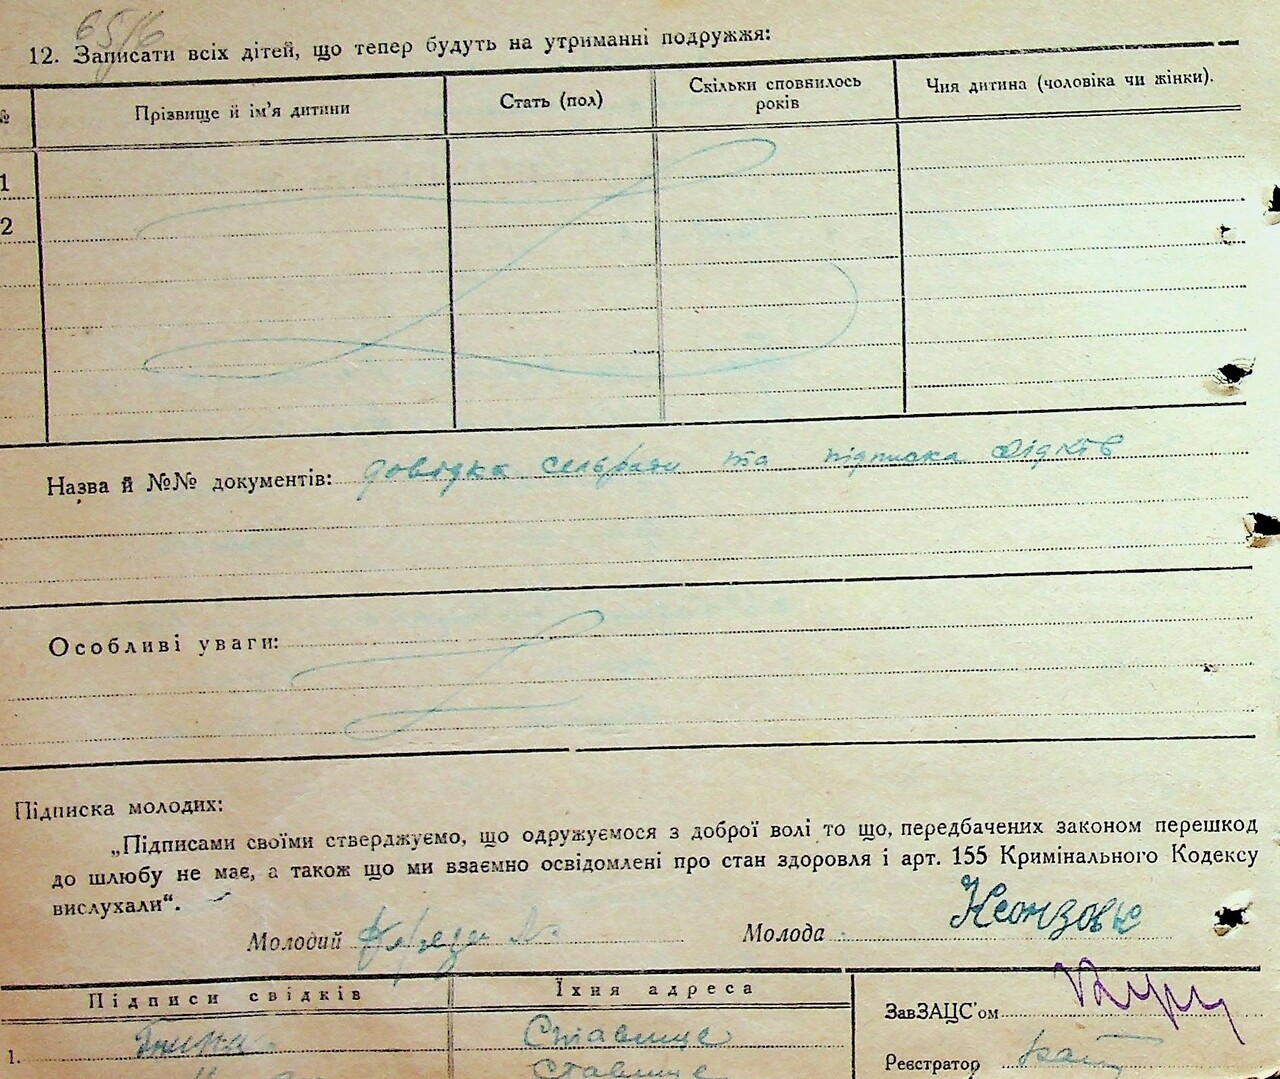 65/6
12. Записати всіх дітей, що тепер будуть на утриманні подружжя:
№ Прізвище й ім’я дитини Стать (пол) Скільки сповнилось років Чия дитина (чоловіка чи жінки).
1
2
Назва й №№ документів: довідка сельради та підписка свідків
Особливі уваги:
Підписка молодих:
„Підписами своїми стверджуємо, що одружуємося з доброї волі то що, передбачених законом перешкод
до шлюбу не має, а також що ми взаємно освідомлені про стан здоровля і арт. 155 Кримінального Кодексу
вислухали“.
Молодий Молода
Підписи свідків Їхня адреса
ЗавЗАЦС’ом
1. Ставище
Ставище
Реєстратор